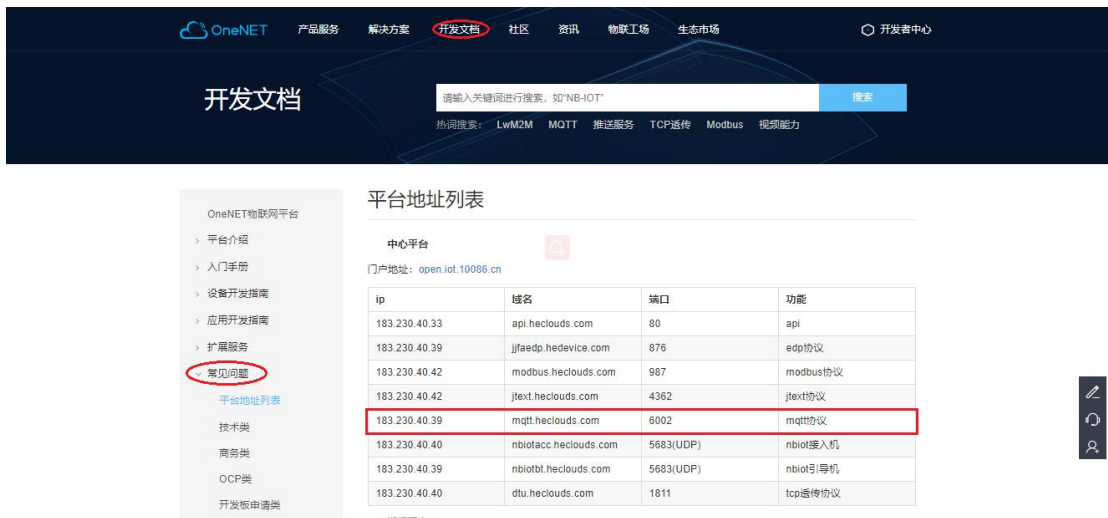 OneNET 产品服务 解决方案 开发文档 社区 资讯 物联工场 生态市场 开发者中心
开发文档
请输入关键词进行搜索，如"NB-IOT" 搜索
热词搜索： LwM2M MQTT 推送服务 TCP透传 Modbus 视频能力
OneNET物联网平台
平台介绍
入门手册
设备开发指南
应用开发指南
扩展服务
常见问题
平台地址列表
技术类
商务类
OCP类
开发板申请类
平台地址列表
中心平台
门户地址：open.iot.10086.cn
ip 域名 端口 功能
183.230.40.33 api.heclouds.com 80 api
183.230.40.39 jjfaedp.hedevice.com 876 edp协议
183.230.40.42 modbus.heclouds.com 987 modbus协议
183.230.40.42 jtext.heclouds.com 4362 jtext协议
183.230.40.39 mqtt.heclouds.com 6002 mqtt协议
183.230.40.40 nbiotacc.heclouds.com 5683(UDP) nbiot接入机
183.230.40.39 nbiotbt.heclouds.com 5683(UDP) nbiot引导机
183.230.40.40 dtu.heclouds.com 1811 tcp透传协议